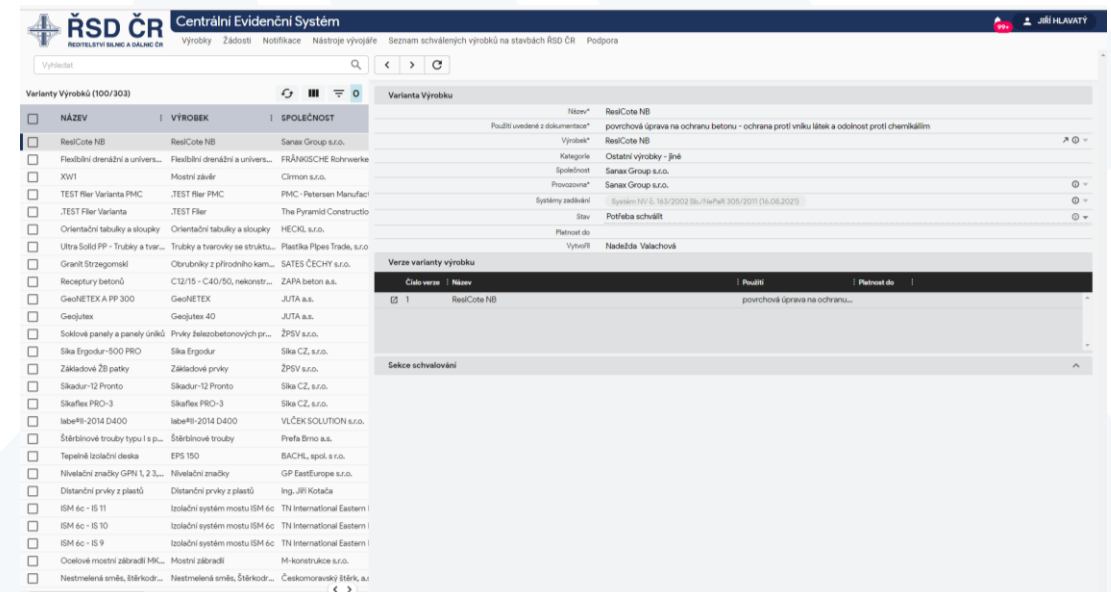 ŘSD ČR
ŘEDITELSTVÍ SILNIC A DÁLNIC ČR
Centrální Evidenční Systém
99+
JIŘÍ HLAVATÝ
Výrobky Žádosti Notifikace Nástroje vývojáře Seznam schválených výrobků na stavbách ŘSD ČR Podpora
Vyhledat
Varianty Výrobků (100/303)
NÁZEV VÝROBEK SPOLEČNOST
ResiCote NB ResiCote NB Sanax Group s.r.o.
Flexibilní drenážní a univers... Flexibilní drenážní a univers... FRÄNKISCHE Rohrwerke
XW1 Mostní závěr Cirmon s.r.o.
TEST fller Varianta PMC .TEST fller PMC PMC - Petersen Manufact
.TEST Filer Varianta .TEST Filer The Pyramid Constructio
Orientační tabulky a sloupky Orientační tabulky a sloupky HECKL s.r.o.
Ultra Solid PP - Trubky a tvar... Trubky a tvarovky se struktu... Plastika Pipes Trade, s.r.o
Granit Strzegomski Obrubníky z přírodního kam... SATES ČECHY s.r.o.
Receptury betonů C12/15 - C40/50, nekonstr... ZAPA beton a.s.
GeoNETEX A PP 300 GeoNETEX JUTA a.s.
Geojutex Geojutex 40 JUTA a.s.
Soklové panely a panely úniků Prvky železobetonových pr... ŽPSV s.r.o.
Sika Ergodur-500 PRO Sika Ergodur Sika CZ, s.r.o.
Základové ŽB patky Základové prvky ŽPSV s.r.o.
Sikadur-12 Pronto Sikadur-12 Pronto Sika CZ, s.r.o.
Sikaflex PRO-3 Sikaflex PRO-3 Sika CZ, s.r.o.
labe®II-2014 D400 labe®II-2014 D400 VLČEK SOLUTION s.r.o.
Štěrbinové trouby typu I s p... Štěrbinové trouby Prefa Brno a.s.
Tepelně izolační deska EPS 150 BACHL, spol. s r.o.
Nivelační značky GPN 1, 2 3,... Nivelační značky GP EastEurope s.r.o.
Distanční prvky z plastů Distanční prvky z plastů Ing. Jiří Kotača
ISM 6c - IS 11 Izolační systém mostu ISM 6c TN International Eastern
ISM 6c - IS 10 Izolační systém mostu ISM 6c TN International Eastern
ISM 6c - IS 9 Izolační systém mostu ISM 6c TN International Eastern
Ocelové mostní zábradlí MK... Mostní zábradlí M-konstrukce s.r.o.
Nestmelená směs, štěrkodr... Nestmelená směs, Štěrkodr... Českomoravský štěrk, a.s
Varianta Výrobku
Název* ResiCote NB
Použití uvedené z dokumentace* povrchová úprava na ochranu betonu - ochrana proti vniku látek a odolnost proti chemikáliím
Výrobek* ResiCote NB
Kategorie Ostatní výrobky - jiné
Společnost Sanax Group s.r.o.
Provozovna* Sanax Group s.r.o.
Systémy zadávání Systém NV č. 163/2002 Sb./NePaR 305/2011 (16.08.2021)
Stav Potřeba schválit
Platnost do
Vytvořil Nadežda Valachová
Verze varianty výrobku
Číslo verze Název Použití Platnost do
1 ResiCote NB povrchová úprava na ochranu...
Sekce schvalování